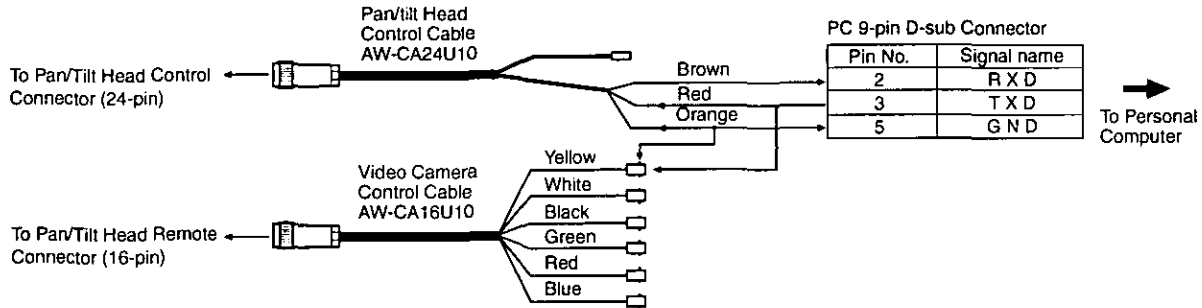 Pan/tilt Head
Control Cable
AW-CA24U10
To Pan/Tilt Head Control
Connector (24-pin)
Brown
Red
Orange
PC 9-pin D-sub Connector
Pin No. Signal name
2 R X D
3 T X D
5 G N D
To Personal
Computer
Video Camera
Control Cable
AW-CA16U10
To Pan/Tilt Head Remote
Connector (16-pin)
Yellow
White
Black
Green
Red
Blue